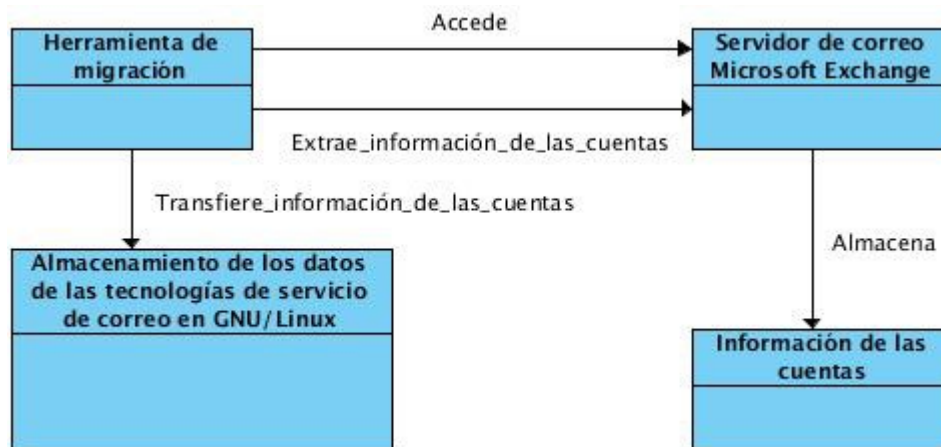 Accede
Herramienta de
migración
Servidor de correo
Microsoft Exchange
Extrae_información_de_las_cuentas
Transfiere_información_de_las_cuentas
Almacena
Almacenamiento de los datos
de las tecnologías de servicio
de correo en GNU/Linux
Información de las
cuentas